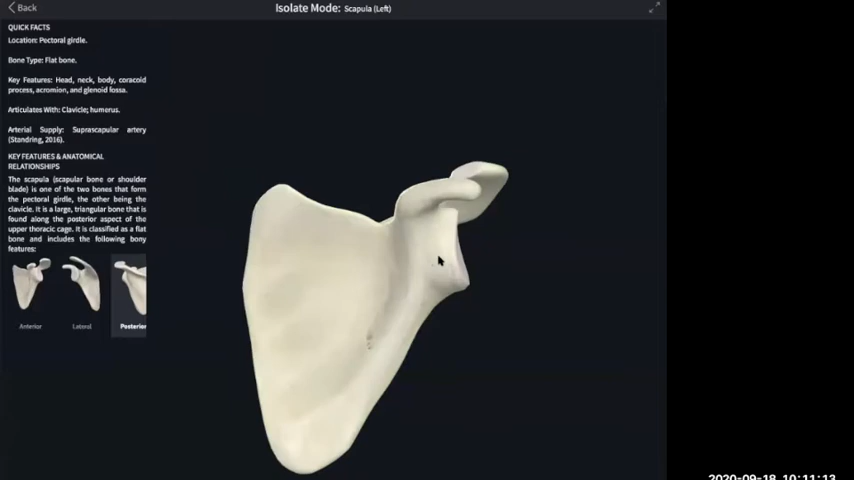 Back
Isolate Mode: Scapula (Left)
QUICK FACTS
Location: Pectoral girdle.
Bone Type: Flat bone.
Key Features: Head, neck, body, coracoid
process, acromion, and glenoid fossa.
Articulates With: Clavicle; humerus.
Arterial Supply: Suprascapular artery
(Standring, 2016).
KEY FEATURES & ANATOMICAL
RELATIONSHIPS
The scapula (scapular bone or shoulder
blade) is one of the two bones that form
the pectoral girdle, the other being the
clavicle. It is a large, triangular bone that is
found along the posterior aspect of the
upper thoracic cage. It is classified as a flat
bone and includes the following bony
features:
Anterior
Lateral
Posterior
2020-09-18 10:11:13